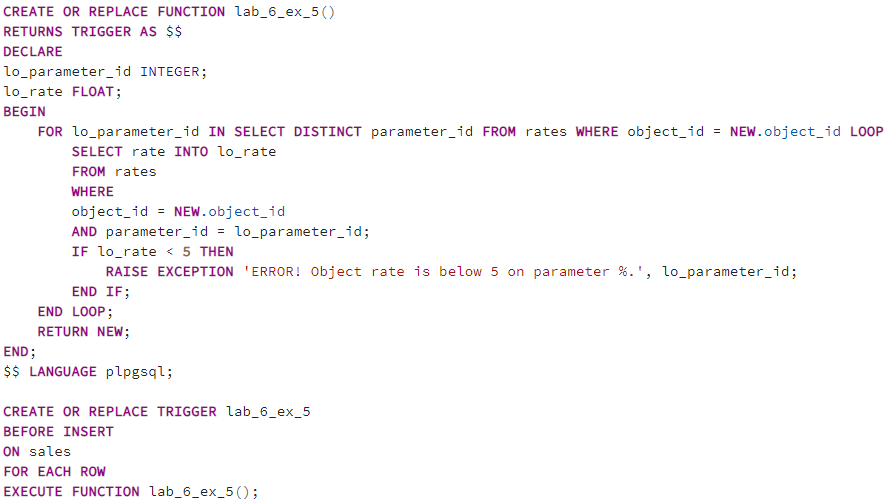 CREATE OR REPLACE FUNCTION lab_6_ex_5()
RETURNS TRIGGER AS $$
DECLARE
lo_parameter_id INTEGER;
lo_rate FLOAT;
BEGIN
    FOR lo_parameter_id IN SELECT DISTINCT parameter_id FROM rates WHERE object_id = NEW.object_id LOOP
        SELECT rate INTO lo_rate
        FROM rates
        WHERE
        object_id = NEW.object_id
        AND parameter_id = lo_parameter_id;
        IF lo_rate < 5 THEN
            RAISE EXCEPTION 'ERROR! Object rate is below 5 on parameter %.', lo_parameter_id;
        END IF;
    END LOOP;
    RETURN NEW;
END;
$$ LANGUAGE plpgsql;

CREATE OR REPLACE TRIGGER lab_6_ex_5
BEFORE INSERT
ON sales
FOR EACH ROW
EXECUTE FUNCTION lab_6_ex_5();